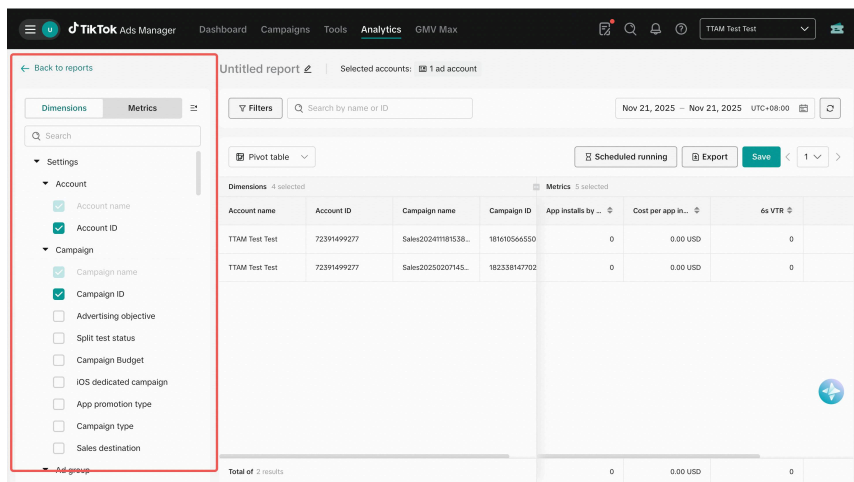 U TikTok Ads Manager Dashboard Campaigns Tools Analytics GMV Max TTAM Test Test
Back to reports
Untitled report Selected accounts: 1 ad account
Dimensions Metrics
Filters Search by name or ID Nov 21, 2025 – Nov 21, 2025 UTC+08:00
Search
Settings
Account
Account name
Account ID
Campaign
Campaign name
Campaign ID
Advertising objective
Split test status
Campaign Budget
iOS dedicated campaign
App promotion type
Campaign type
Sales destination
Ad group
Pivot table Scheduled running Export Save 1
Dimensions 4 selected Metrics 5 selected
Account name Account ID Campaign name Campaign ID App installs by ... Cost per app in... 6s VTR
TTAM Test Test 72391499277 Sales202411181538... 181610566550 0 0.00 USD 0
TTAM Test Test 72391499277 Sales20250207145... 182338147702 0 0.00 USD 0
Total of 2 results 0 0.00 USD 0